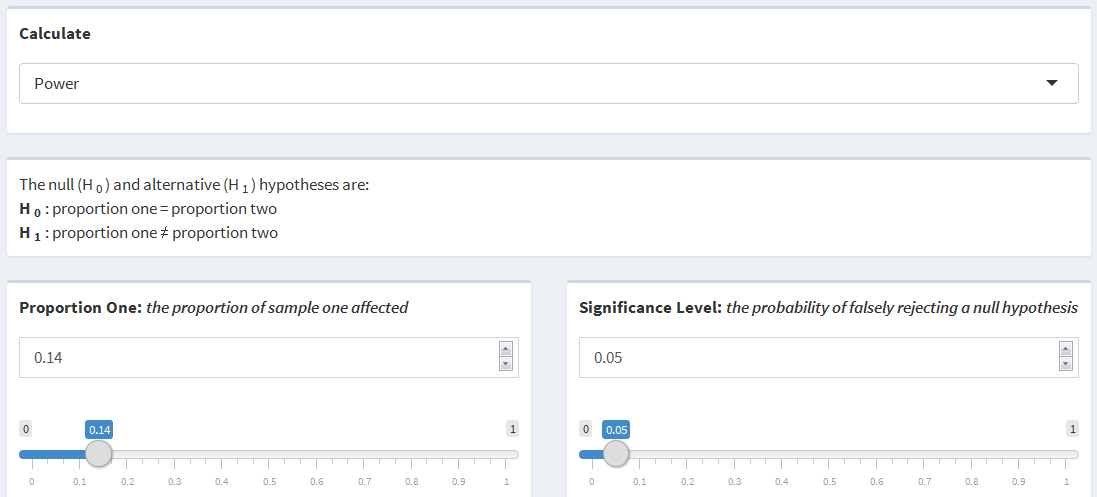 Calculate
Power
The null (H 0 ) and alternative (H 1 ) hypotheses are:
H 0 : proportion one = proportion two
H 1 : proportion one ≠ proportion two
Proportion One: the proportion of sample one affected
0.14
0 0.14 1
0 0.1 0.2 0.3 0.4 0.5 0.6 0.7 0.8 0.9 1
Significance Level: the probability of falsely rejecting a null hypothesis
0.05
0 0.05 1
0 0.1 0.2 0.3 0.4 0.5 0.6 0.7 0.8 0.9 1